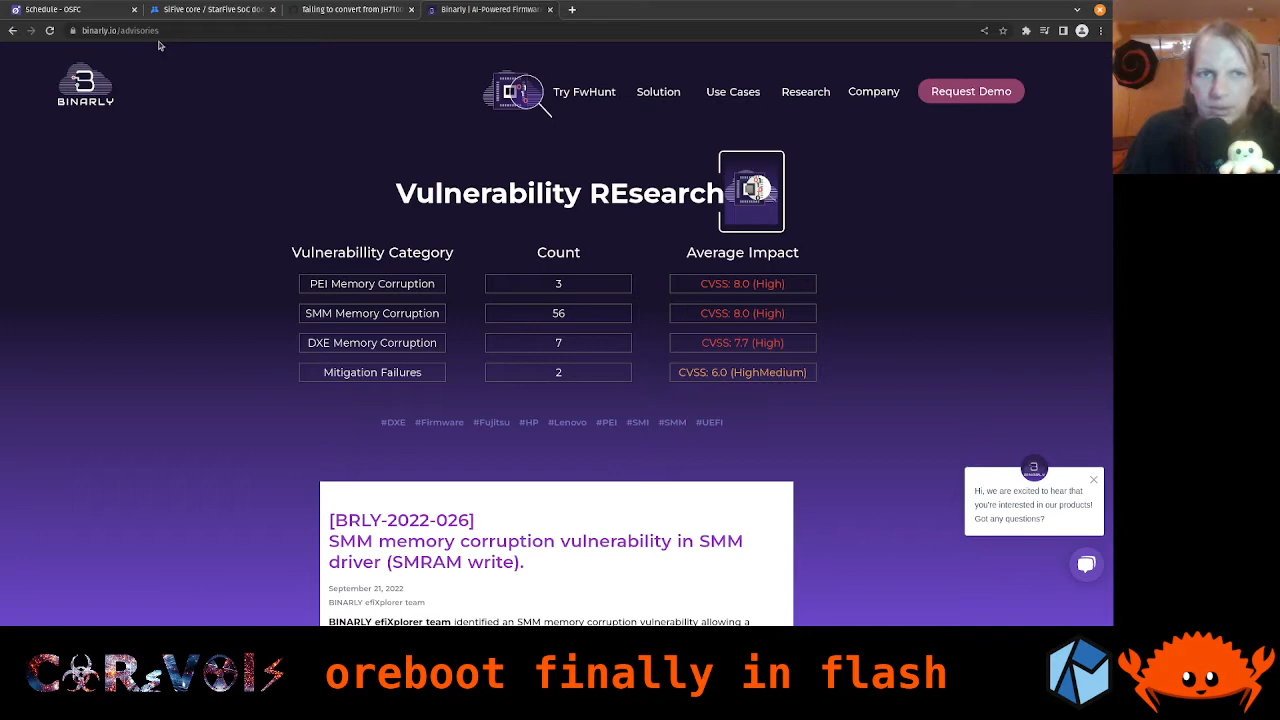 Schedule - OSFC
SiFive core / StarFive SoC doc
failing to convert from JH710
Binarly | AI-Powered Firmwa
binarly.io/advisories
BINARLY
Try FwHunt
Solution
Use Cases
Research
Company
Request Demo
Vulnerability REsearch
Vulnerabillity Category Count Average Impact
PEI Memory Corruption 3 CVSS: 8.0 (High)
SMM Memory Corruption 56 CVSS: 8.0 (High)
DXE Memory Corruption 7 CVSS: 7.7 (High)
Mitigation Failures 2 CVSS: 6.0 (HighMedium)
#DXE #Firmware #Fujitsu #HP #Lenovo #PEI #SMI #SMM #UEFI
[BRLY-2022-026]
SMM memory corruption vulnerability in SMM
driver (SMRAM write).
September 21, 2022
BINARLY efiXplorer team
BINARLY efiXplorer team identified an SMM memory corruption vulnerability allowing a
BINARLY
Hi, we are excited to hear that
you're interested in our products!
Got any questions?
oreboot finally in flash